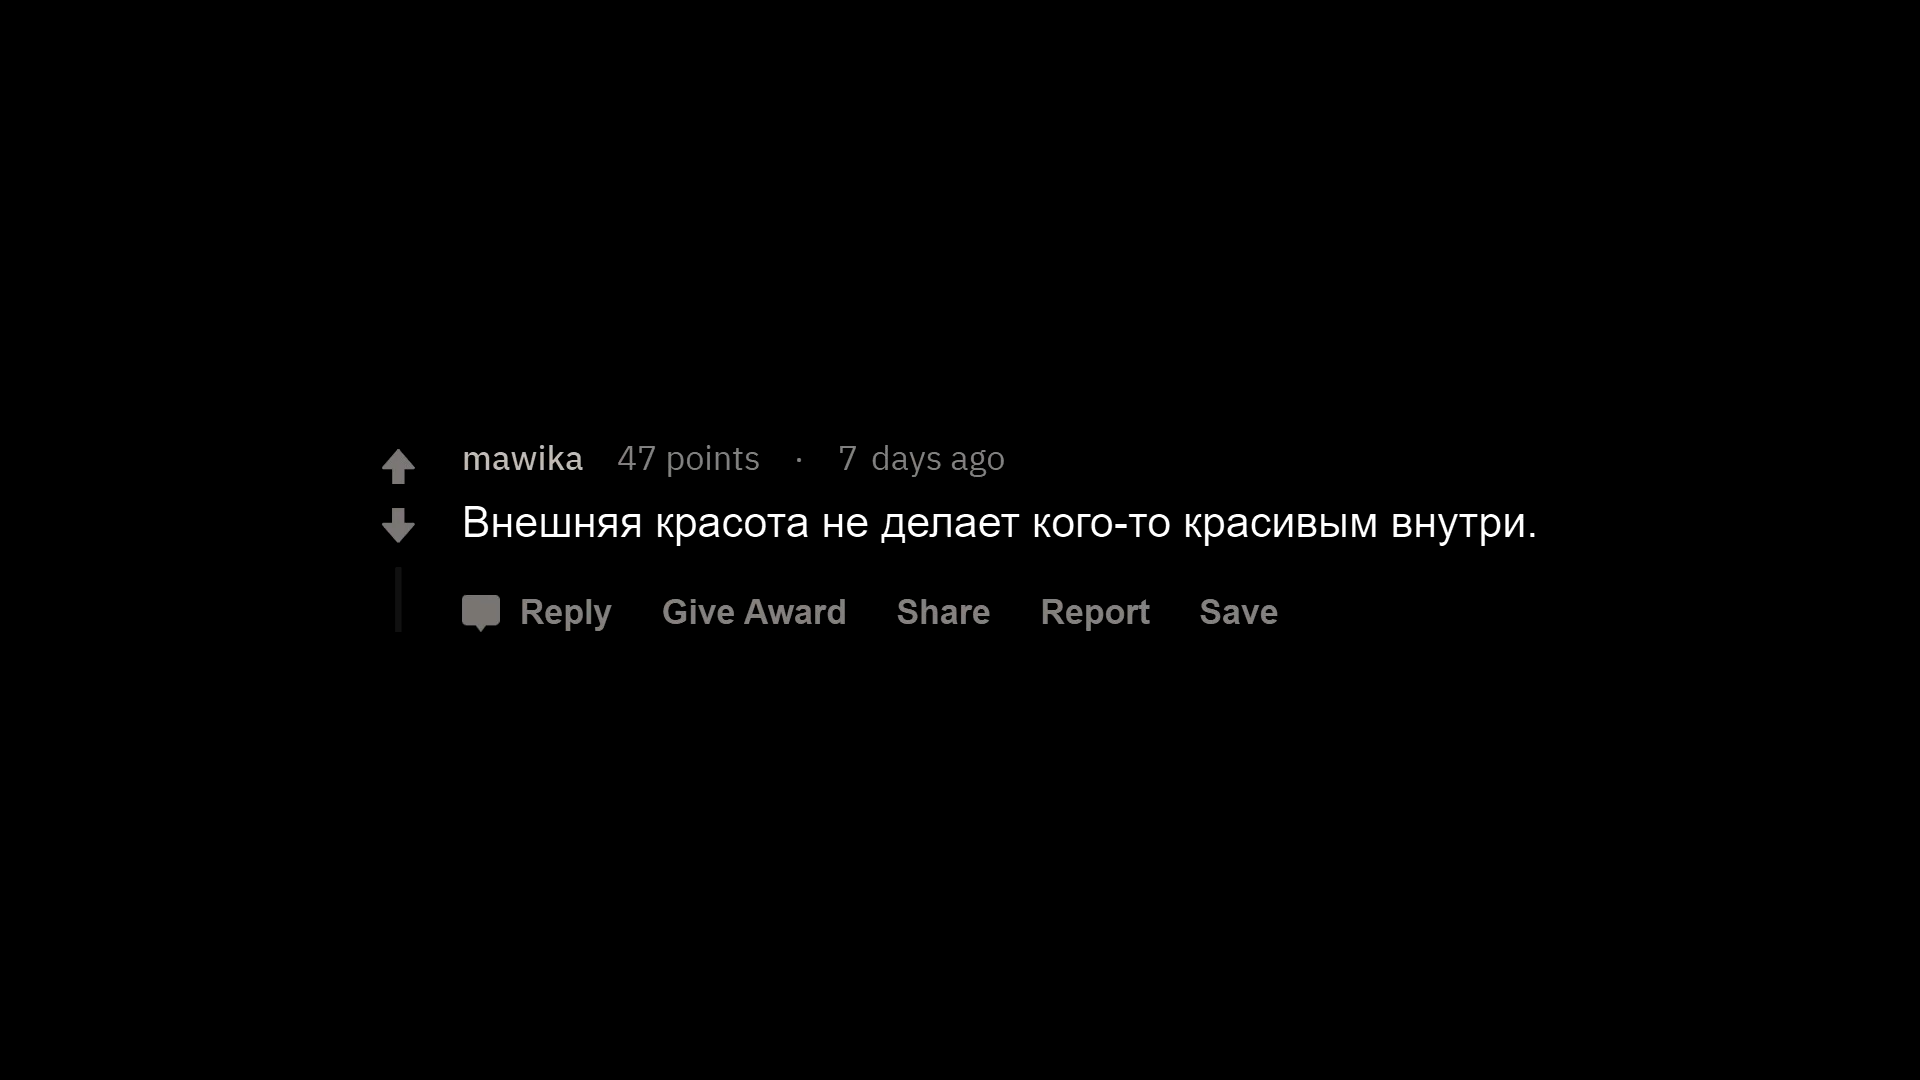 mawika 47 points · 7 days ago
Внешняя красота не делает кого-то красивым внутри.
Reply Give Award Share Report Save